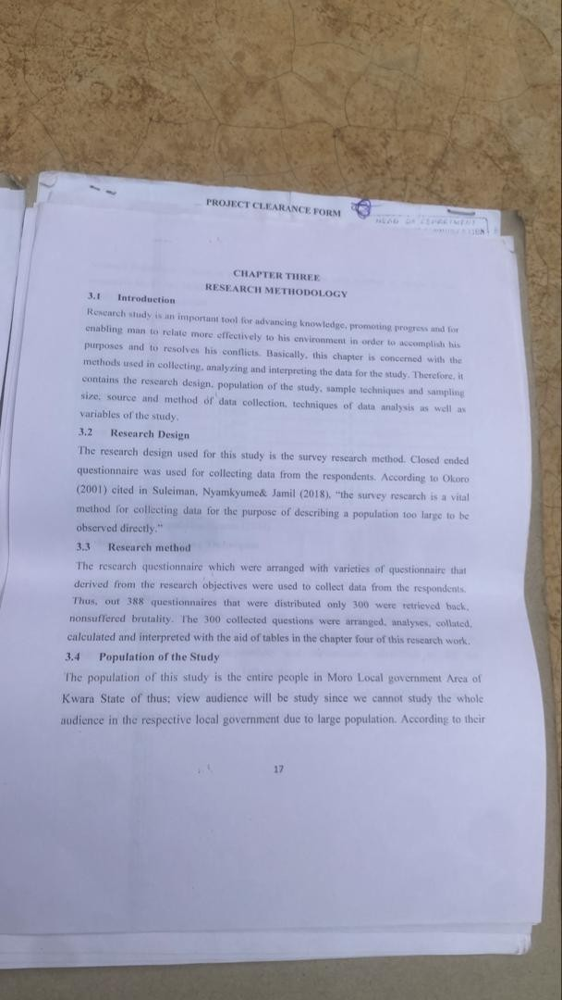 PROJECT CLEARANCE FORM
HEAD OF DEPARTMENT
CHAPTER THREE
RESEARCH METHODOLOGY
3.1 Introduction
Research study is an important tool for advancing knowledge, promoting progress and for
enabling man to relate more effectively to his environment in order to accomplish his
purposes and to resolves his conflicts. Basically, this chapter is concerned with the
methods used in collecting, analyzing and interpreting the data for the study. Therefore, it
contains the research design, population of the study, sample techniques and sampling
size, source and method of data collection, techniques of data analysis as well as
variables of the study.
3.2 Research Design
The research design used for this study is the survey research method. Closed ended
questionnaire was used for collecting data from the respondents. According to Okoro
(2001) cited in Suleiman, Nyamkyume& Jamil (2018), “the survey research is a vital
method for collecting data for the purpose of describing a population too large to be
observed directly.”
3.3 Research method
The research questionnaire which were arranged with varieties of questionnaire that
derived from the research objectives were used to collect data from the respondents.
Thus, out 388 questionnaires that were distributed only 300 were retrieved back,
nonsuffered brutality. The 300 collected questions were arranged, analyses, collated,
calculated and interpreted with the aid of tables in the chapter four of this research work.
3.4 Population of the Study
The population of this study is the entire people in Moro Local government Area of
Kwara State of thus; view audience will be study since we cannot study the whole
audience in the respective local government due to large population. According to their
17